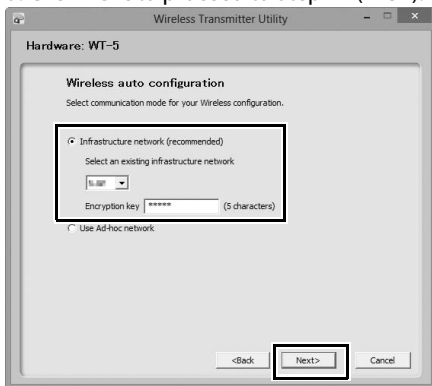 Wireless Transmitter Utility
Hardware: WT-5
Wireless auto configuration
Select communication mode for your Wireless configuration.
Infrastructure network (recommended)
Select an existing infrastructure network
Encryption key ***** (5 characters)
Use Ad-hoc network
<Back Next> Cancel